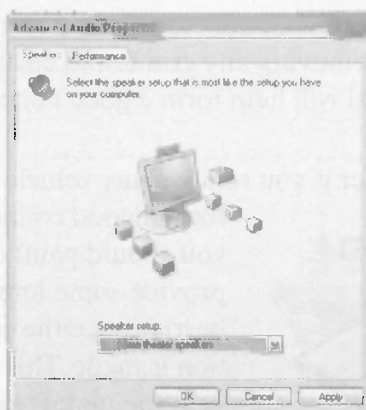 Advanced Audio Properties
Speakers Performance
Select the speaker setup that is most like the setup you have
on your computer.
Speaker setup:
theater speakers
OK Cancel Apply